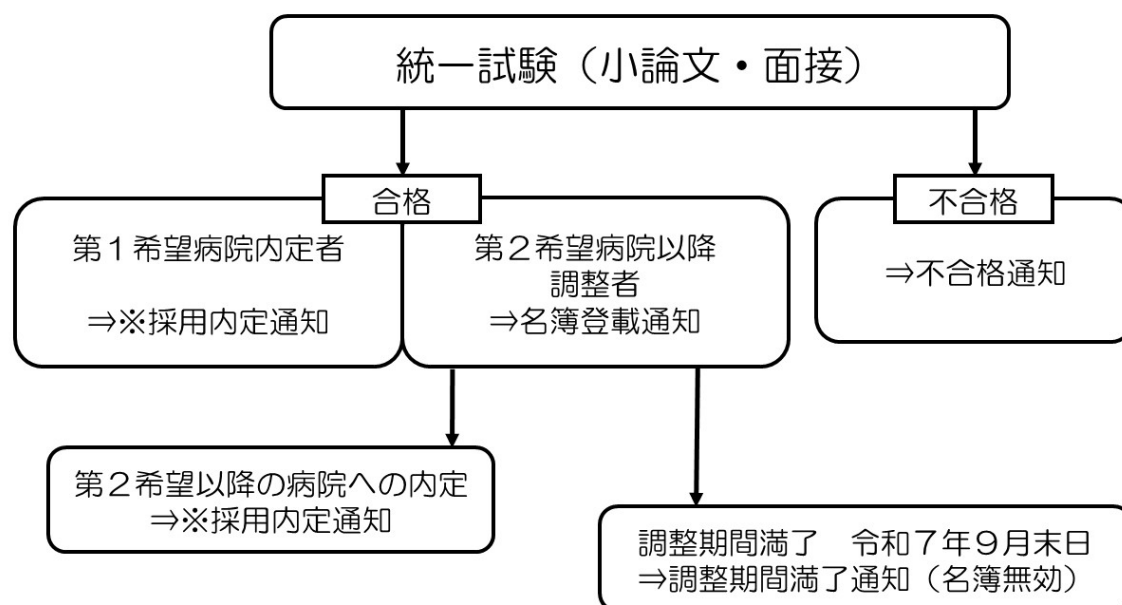 統一試験（小論文・面接）
合格
不合格
第１希望病院内定者
⇒※採用内定通知
第２希望病院以降
調整者
⇒名簿登載通知
⇒不合格通知
第２希望以降の病院への内定
⇒※採用内定通知
調整期間満了　令和７年９月末日
⇒調整期間満了通知（名簿無効）